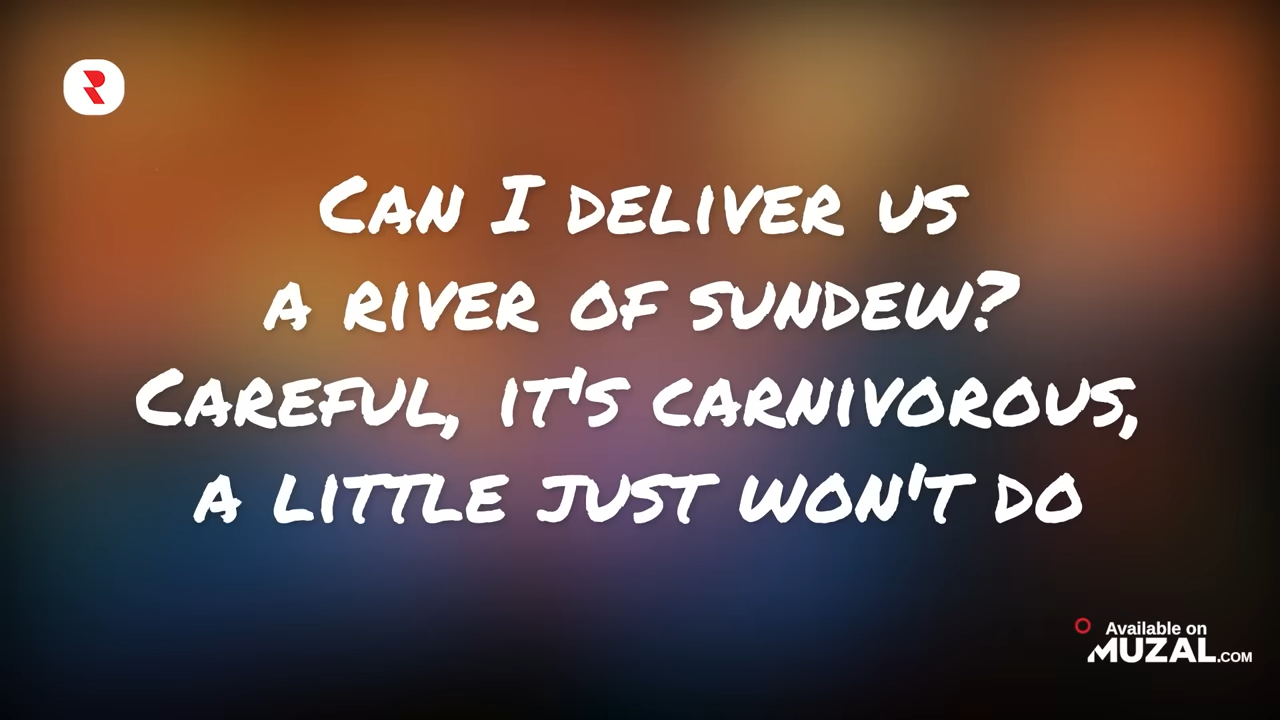 Can I deliver us
a river of sundew?
Careful, it's carnivorous,
a little just won't do
Available on
MUZAL.COM